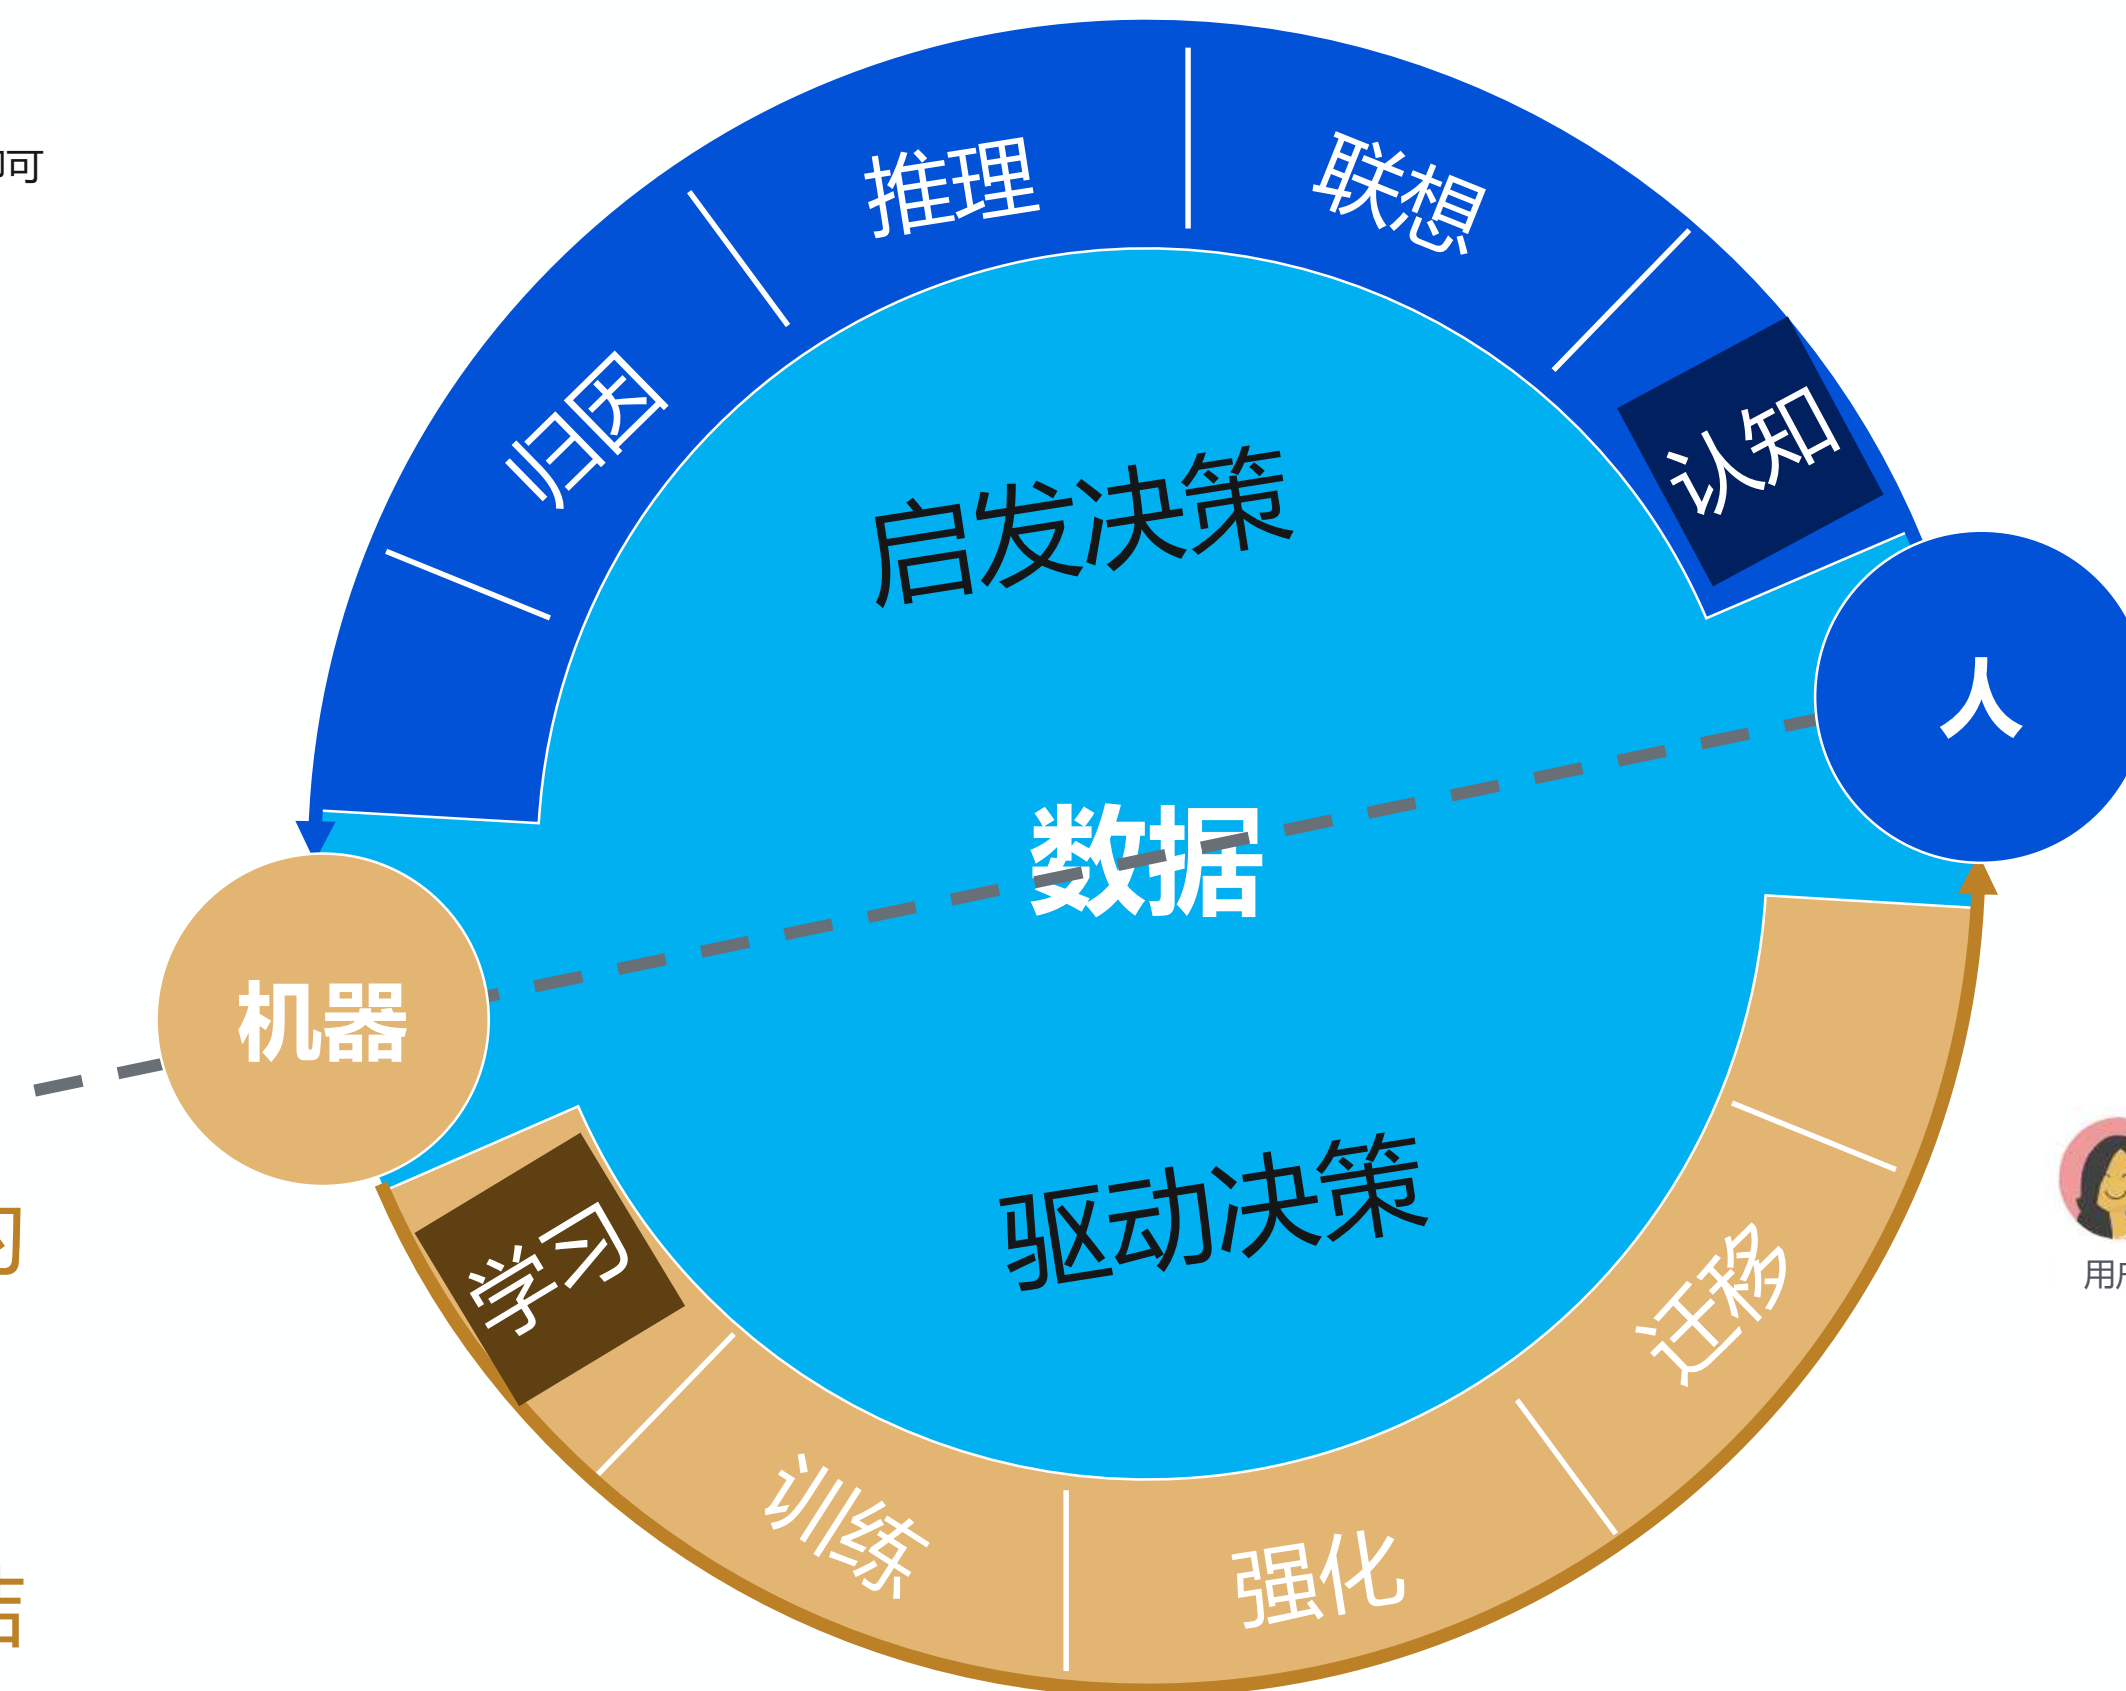 推理
联想
归因
认知
启发决策
人
数据
机器
驱动决策
学习
迁移
训练
强化